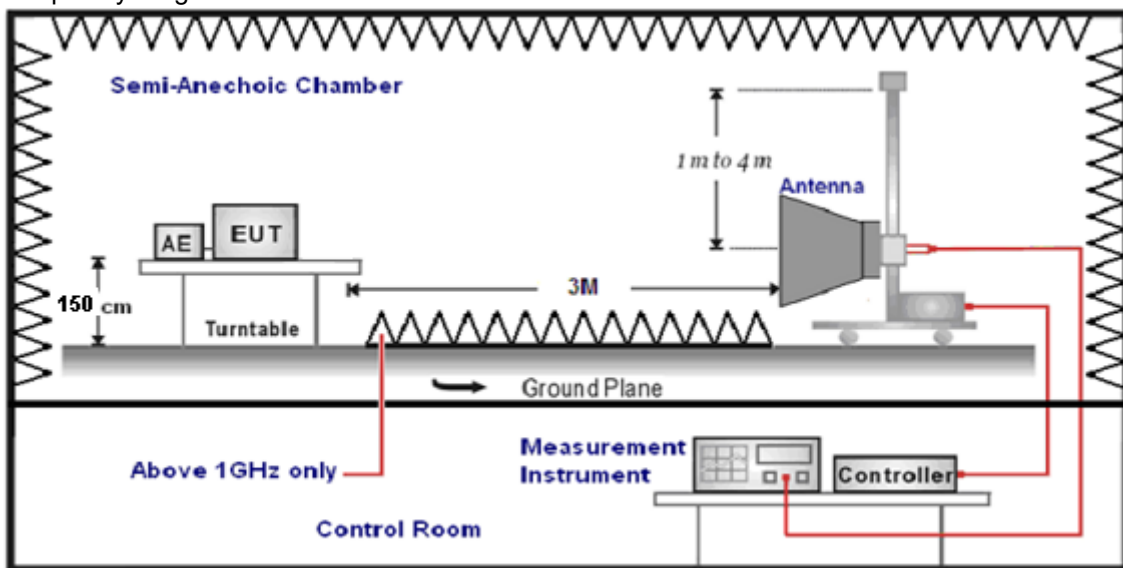 Semi-Anechoic Chamber
1 m to 4 m
Antenna
AE
EUT
150 cm
3M
Turntable
Ground Plane
Above 1GHz only
Measurement
Instrument
Controller
Control Room